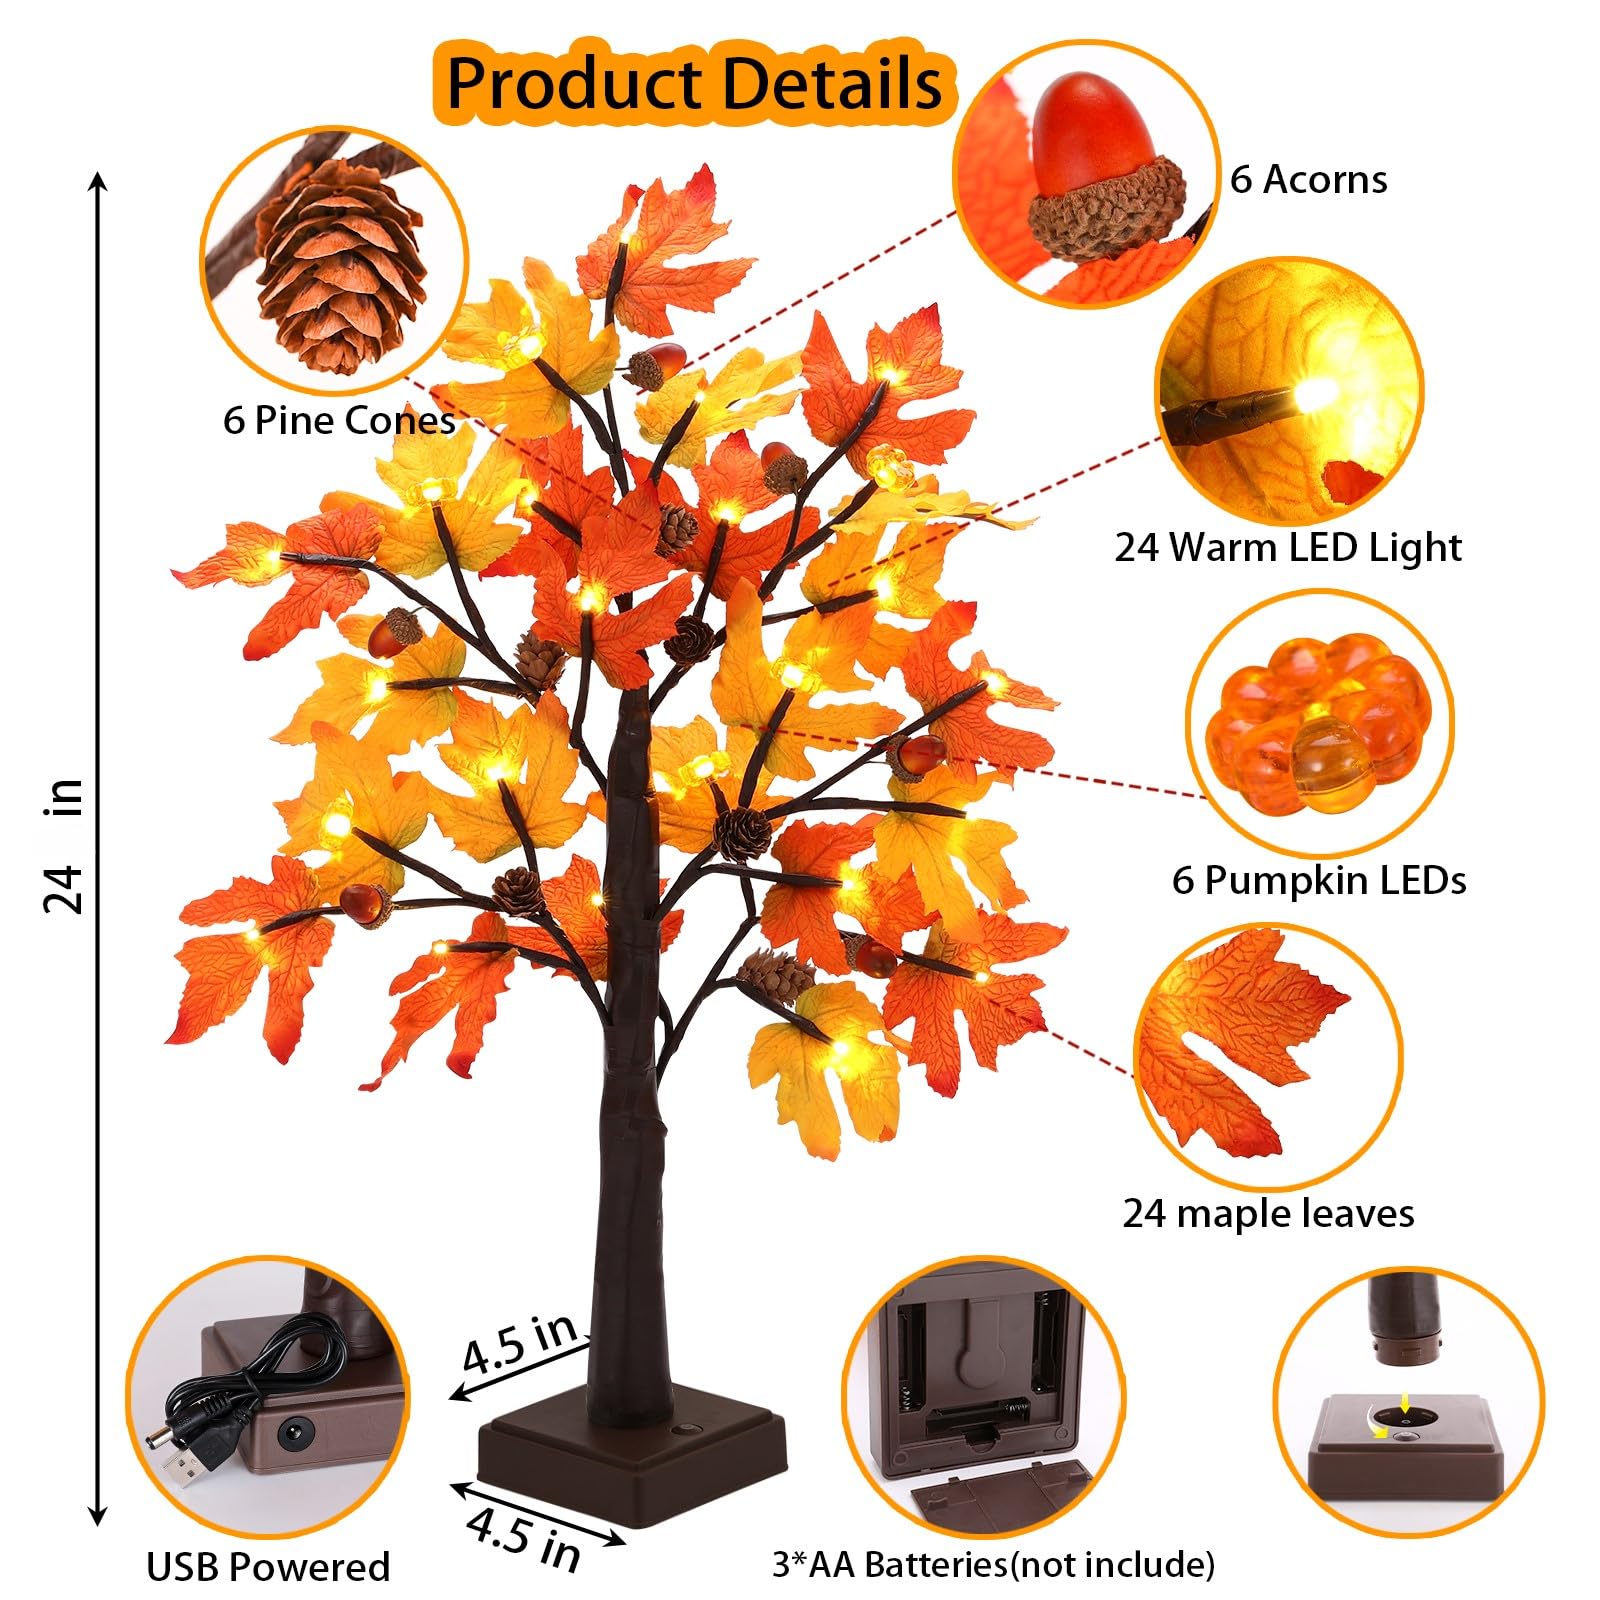 Product Details
6 Acorns
6 Pine Cones
24 Warm LED Light
24 in
6 Pumpkin LEDs
24 maple leaves
4.5 in
4.5 in
USB Powered
3*AA Batteries(not include)